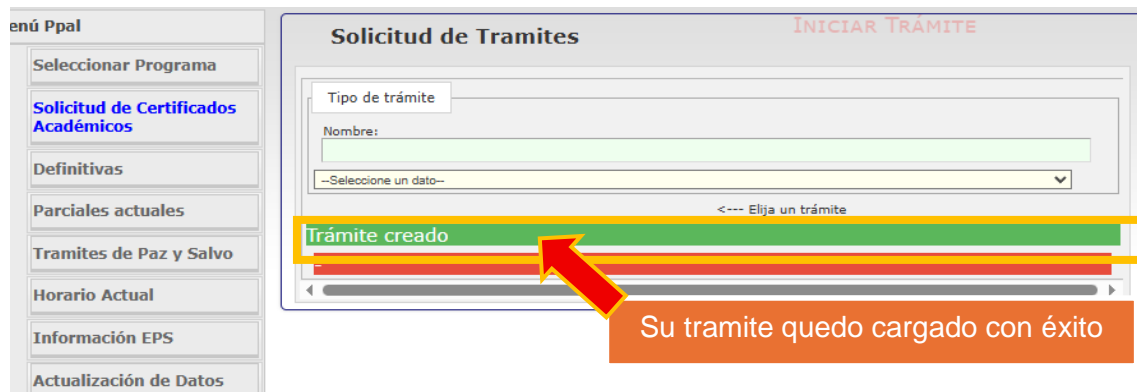 enú Ppal
Seleccionar Programa
Solicitud de Certificados
Académicos
Definitivas
Parciales actuales
Tramites de Paz y Salvo
Horario Actual
Información EPS
Actualización de Datos
Solicitud de Tramites
INICIAR TRÁMITE
Tipo de trámite
Nombre:
--Seleccione un dato--
<--- Elija un trámite
Trámite creado
Su tramite quedo cargado con éxito